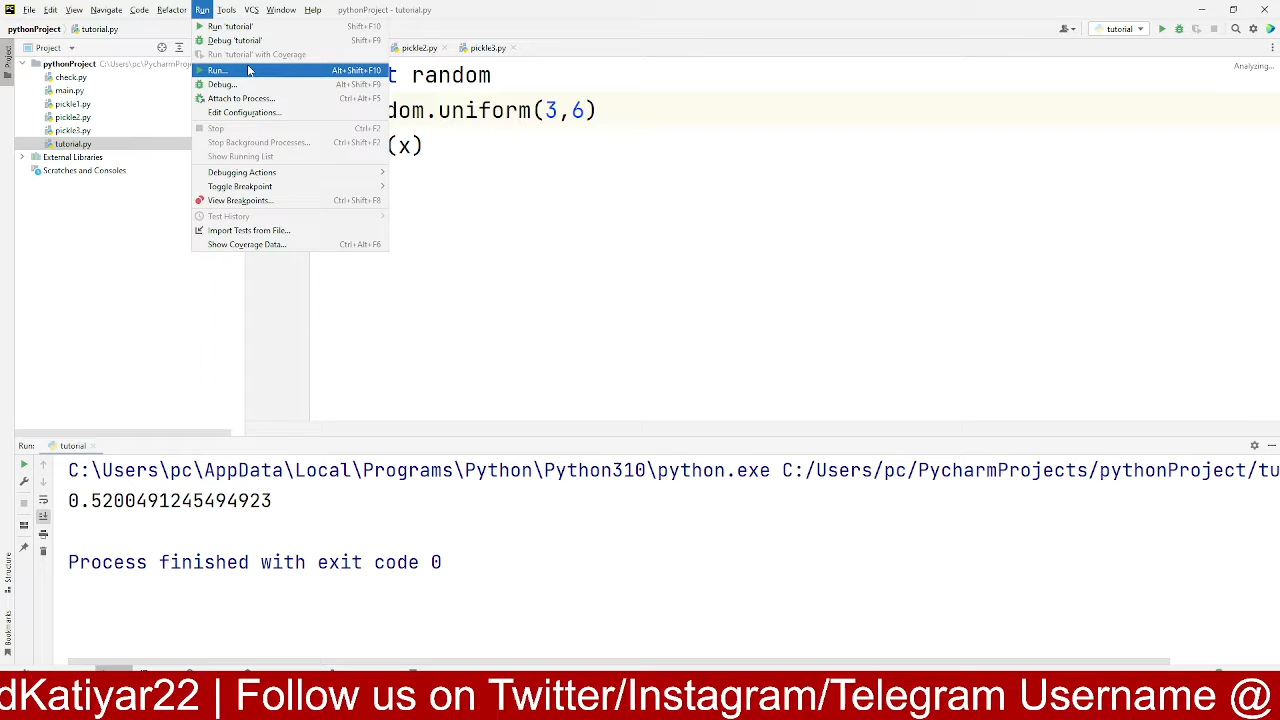 File Edit View Navigate Code Refactor Run Tools VCS Window Help pythonProject - tutorial.py
pythonProject tutorial.py
tutorial
Project
pickle2.py
pickle3.py
Analyzing...
pythonProject C:\Users\pc\PycharmProj
check.py
main.py
pickle1.py
pickle2.py
pickle3.py
tutorial.py
External Libraries
Scratches and Consoles
Run 'tutorial' Shift+F10
Debug 'tutorial' Shift+F9
Run 'tutorial' with Coverage
Run... Alt+Shift+F10
Debug... Alt+Shift+F9
Attach to Process... Ctrl+Alt+F5
Edit Configurations...
Stop Ctrl+F2
Stop Background Processes... Ctrl+Shift+F2
Show Running List
Debugging Actions
Toggle Breakpoint
View Breakpoints... Ctrl+Shift+F8
Test History
Import Tests from File...
Show Coverage Data... Ctrl+Alt+F6
t random
dom.uniform(3,6)
(x)
Project
Structure
Bookmarks
Run: tutorial
C:\Users\pc\AppData\Local\Programs\Python\Python310\python.exe C:/Users/pc/PycharmProjects/pythonProject/tu
0.5200491245494923
Process finished with exit code 0
dKatiyar22 | Follow us on Twitter/Instagram/Telegram Username @